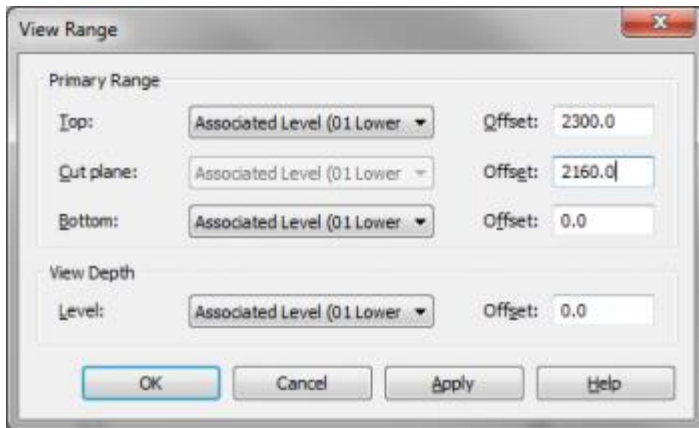 View Range
Primary Range
Top: Associated Level (01 Lower Offset: 2300.0
Cut plane: Associated Level (01 Lower Offset: 2160.0
Bottom: Associated Level (01 Lower Offset: 0.0
View Depth
Level: Associated Level (01 Lower Offset: 0.0
OK Cancel Apply Help